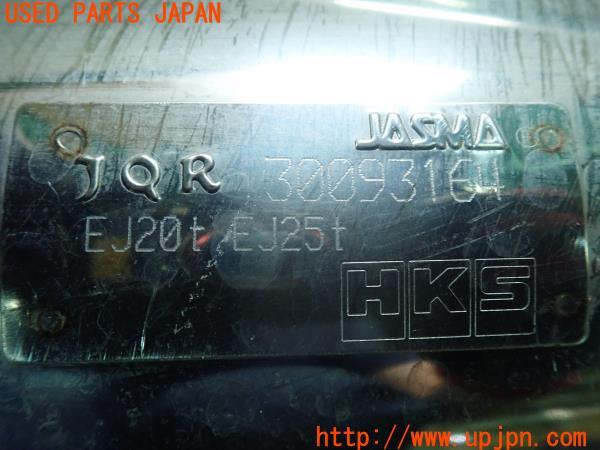 USED PARTS JAPAN
JASMA
JQR 30093164
EJ20t/EJ25t
HKS
http://www.upjpn.com